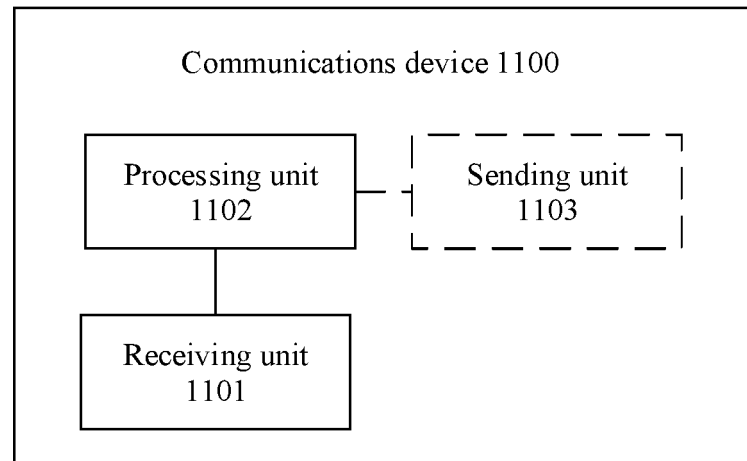 Communications device 1100
Processing unit
1102
Sending unit
1103
Receiving unit
1101